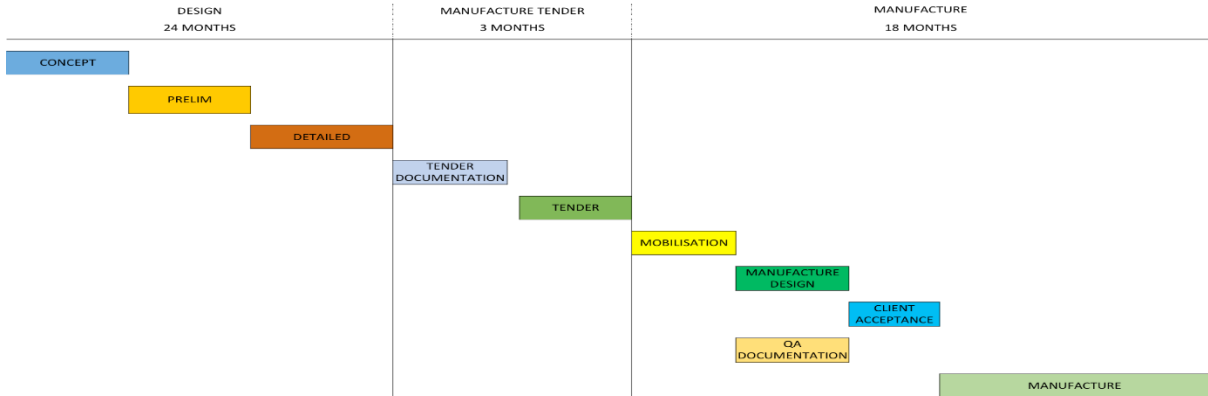 DESIGN
24 MONTHS
MANUFACTURE TENDER
3 MONTHS
MANUFACTURE
18 MONTHS
CONCEPT
PRELIM
DETAILED
TENDER
DOCUMENTATION
TENDER
MOBILISATION
MANUFACTURE
DESIGN
CLIENT
ACCEPTANCE
QA
DOCUMENTATION
MANUFACTURE